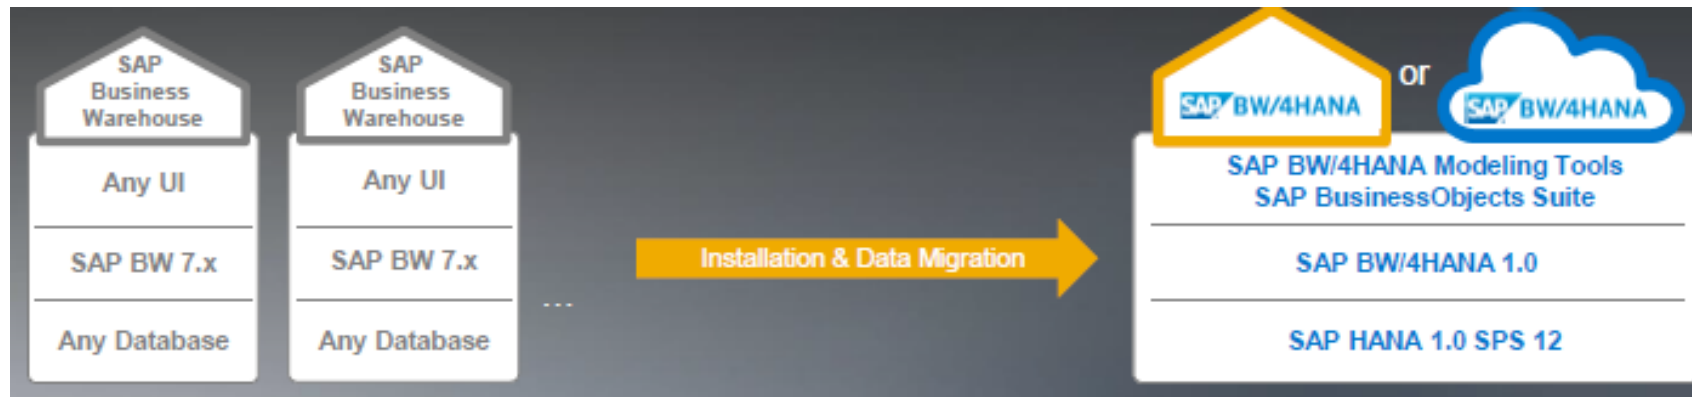 SAP
Business
Warehouse
Any UI
SAP BW 7.x
Any Database
SAP
Business
Warehouse
Any UI
SAP BW 7.x
Any Database
...
Installation & Data Migration
SAP BW/4HANA
or
SAP BW/4HANA
SAP BW/4HANA Modeling Tools
SAP BusinessObjects Suite
SAP BW/4HANA 1.0
SAP HANA 1.0 SPS 12